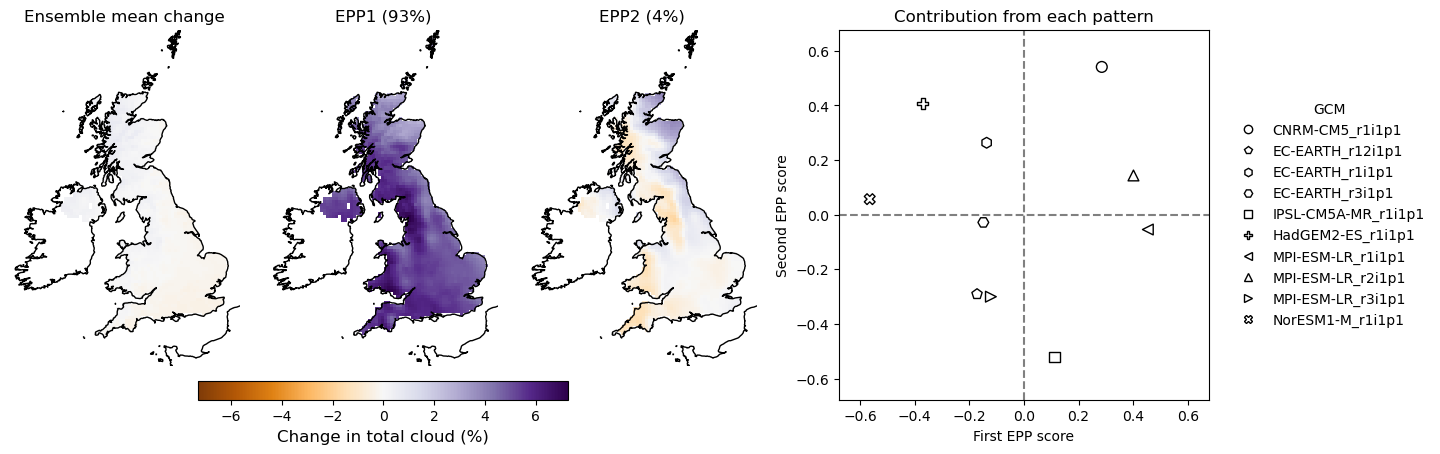 Ensemble mean change
EPP1 (93%)
EPP2 (4%)
Contribution from each pattern
0.6
0.4
0.2
0.0
−0.2
−0.4
−0.6
Second EPP score
−0.6 −0.4 −0.2 0.0 0.2 0.4 0.6
First EPP score
GCM
CNRM-CM5_r1i1p1
EC-EARTH_r12i1p1
EC-EARTH_r1i1p1
EC-EARTH_r3i1p1
IPSL-CM5A-MR_r1i1p1
HadGEM2-ES_r1i1p1
MPI-ESM-LR_r1i1p1
MPI-ESM-LR_r2i1p1
MPI-ESM-LR_r3i1p1
NorESM1-M_r1i1p1
−6 −4 −2 0 2 4 6
Change in total cloud (%)